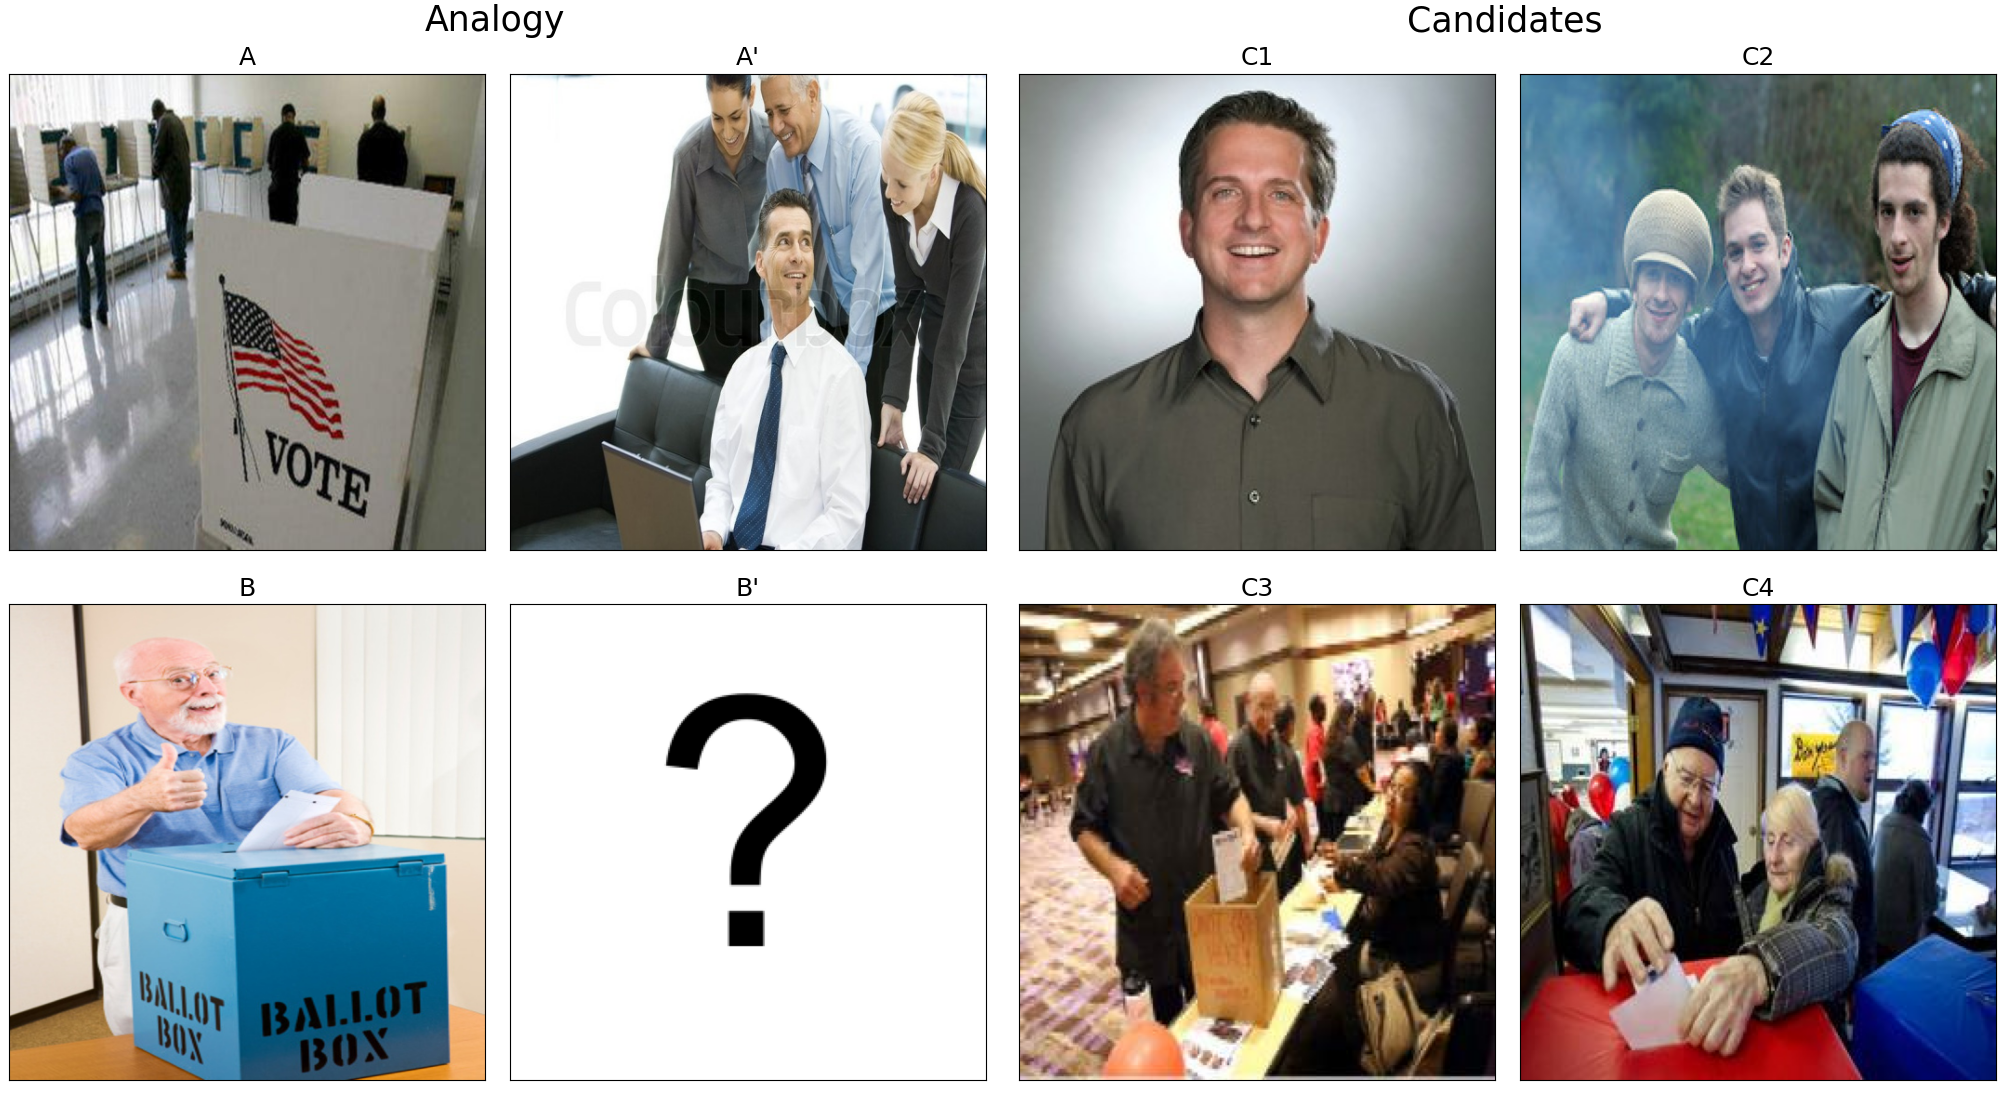 Analogy
Candidates
A
A'
C1
C2
VOTE
Colourbox
B
B'
C3
C4
BALLOT
BOX
BALLOT
BOX
?